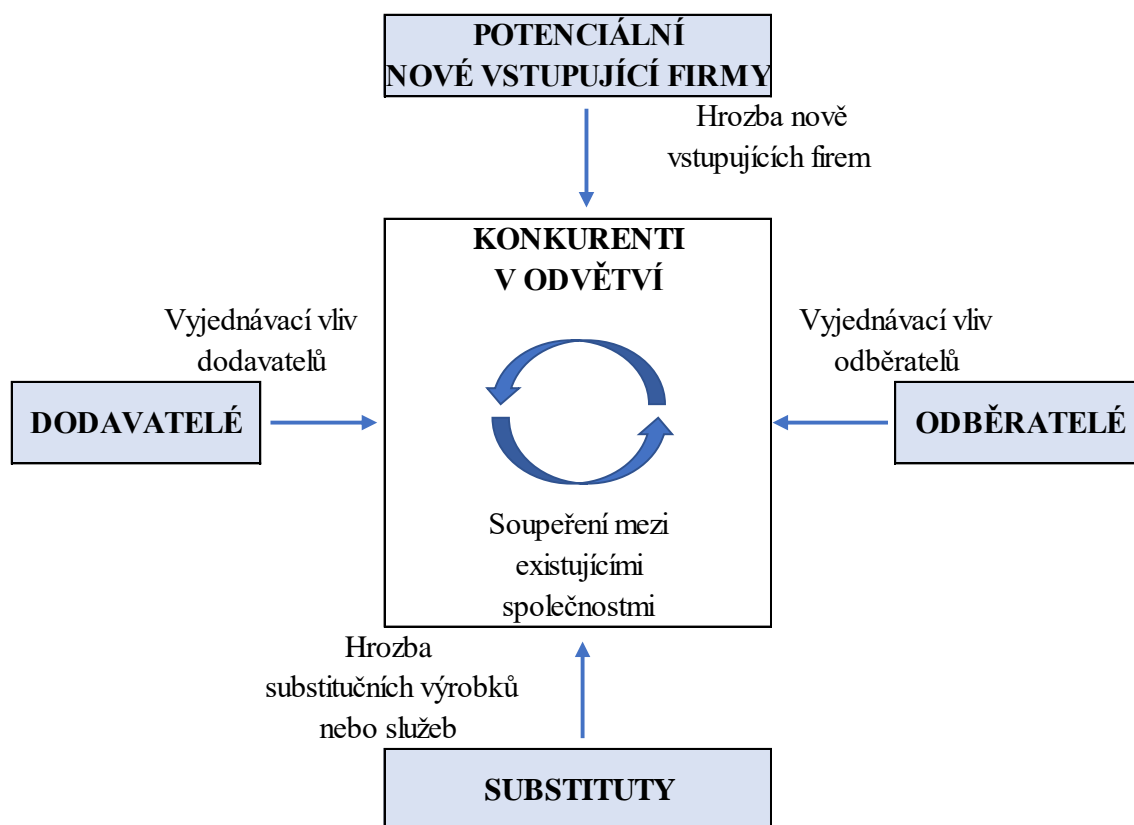 POTENCIÁLNÍ
NOVÉ VSTUPUJÍCÍ FIRMY
Hrozba nově
vstupujících firem
KONKURENTI
V ODVĚTVÍ
Vyjednávací vliv
dodavatelů
Vyjednávací vliv
odběratelů
DODAVATELÉ
ODBĚRATELÉ
Soupeření mezi
existujícími
společnostmi
Hrozba
substitučních výrobků
nebo služeb
SUBSTITUTY